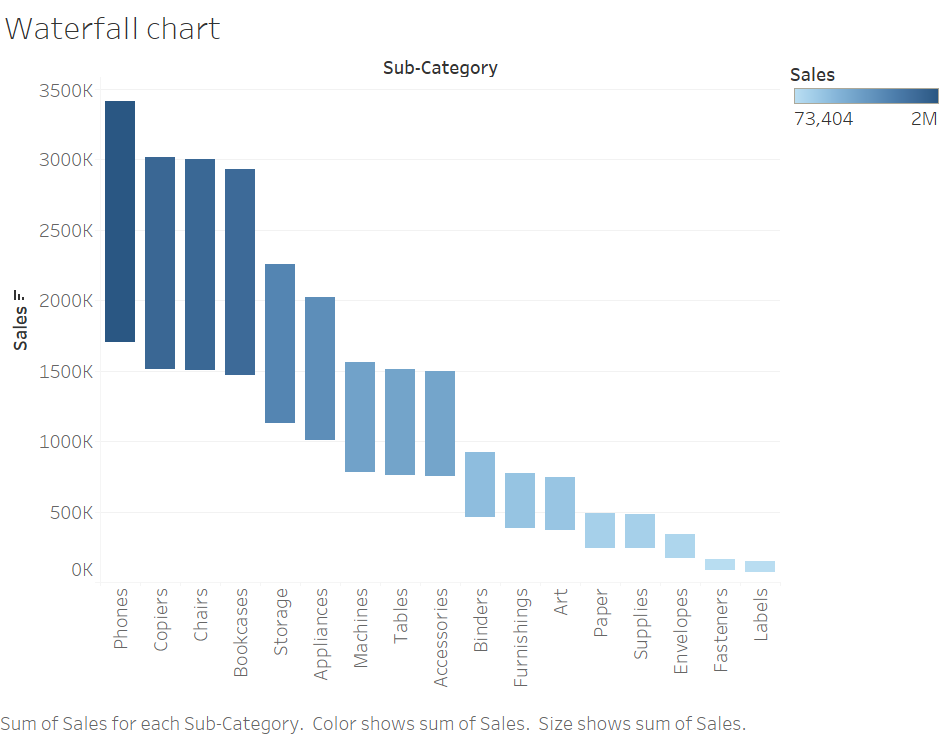 Waterfall chart
Sub-Category
Sales
73,404 2M
3500K
3000K
2500K
2000K
1500K
1000K
500K
0K
Sales
Phones
Copiers
Chairs
Bookcases
Storage
Appliances
Machines
Tables
Accessories
Binders
Furnishings
Art
Paper
Supplies
Envelopes
Fasteners
Labels
Sum of Sales for each Sub-Category.  Color shows sum of Sales.  Size shows sum of Sales.